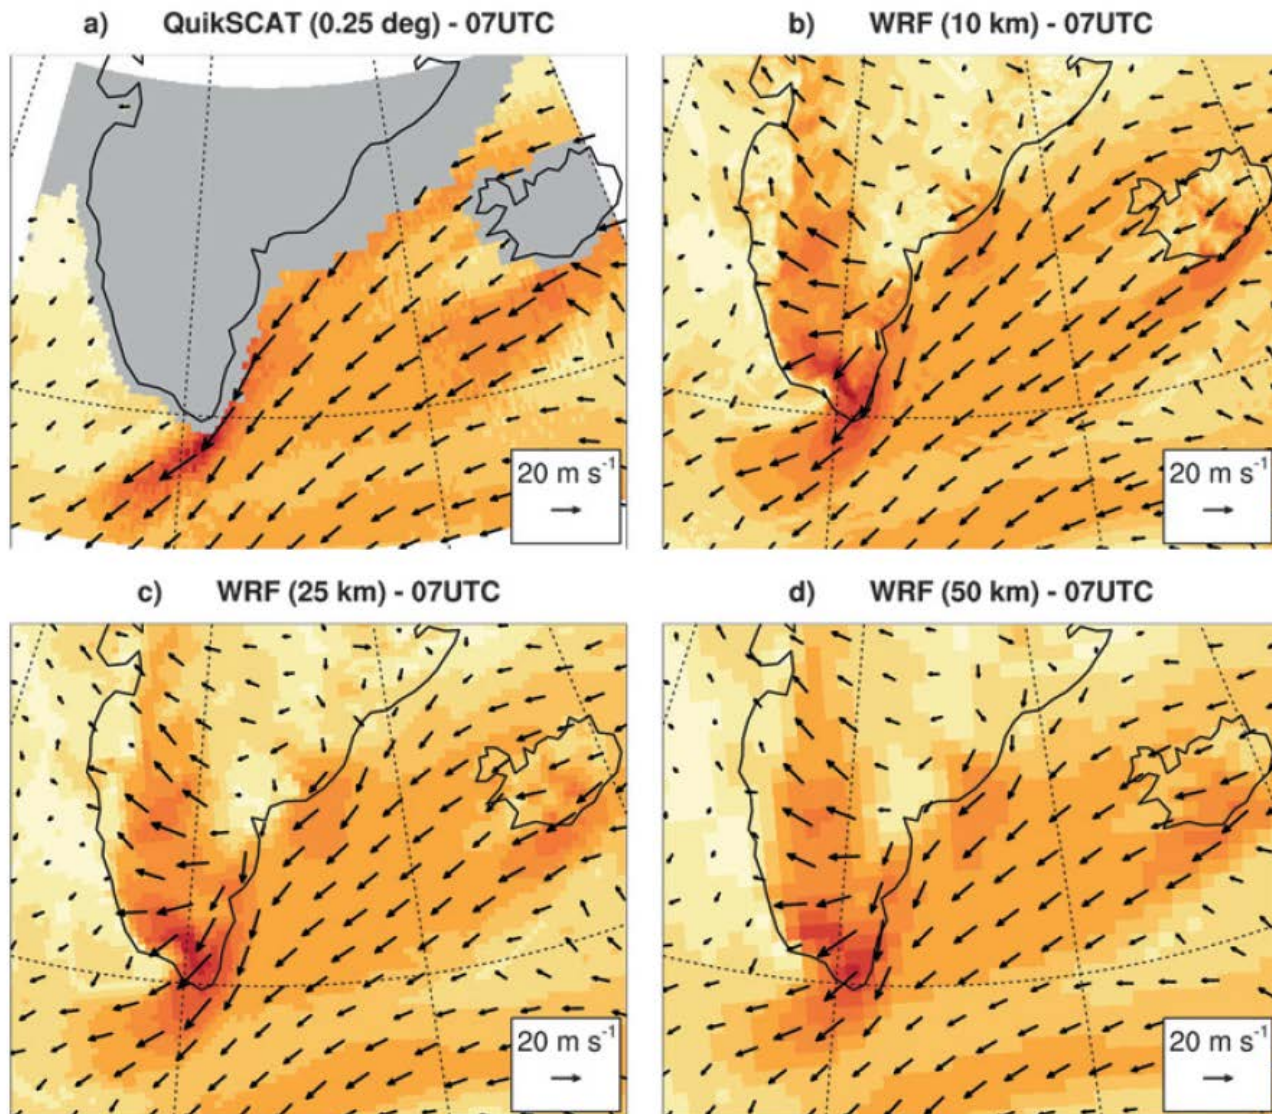 a) QuikSCAT (0.25 deg) - 07UTC
b) WRF (10 km) - 07UTC
20 m s⁻¹
20 m s⁻¹
c) WRF (25 km) - 07UTC
d) WRF (50 km) - 07UTC
20 m s⁻¹
20 m s⁻¹